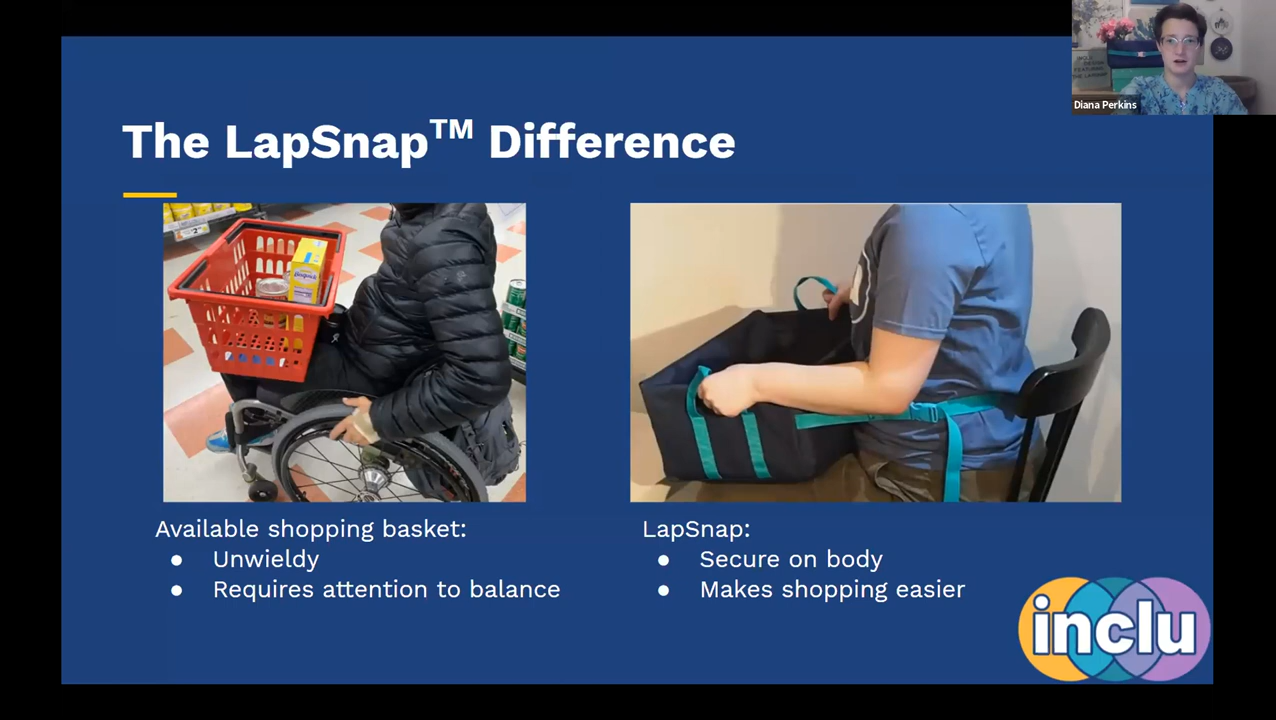 Diana Perkins
The LapSnap™ Difference
Available shopping basket:
● Unwieldy
● Requires attention to balance
LapSnap:
● Secure on body
● Makes shopping easier
inclu